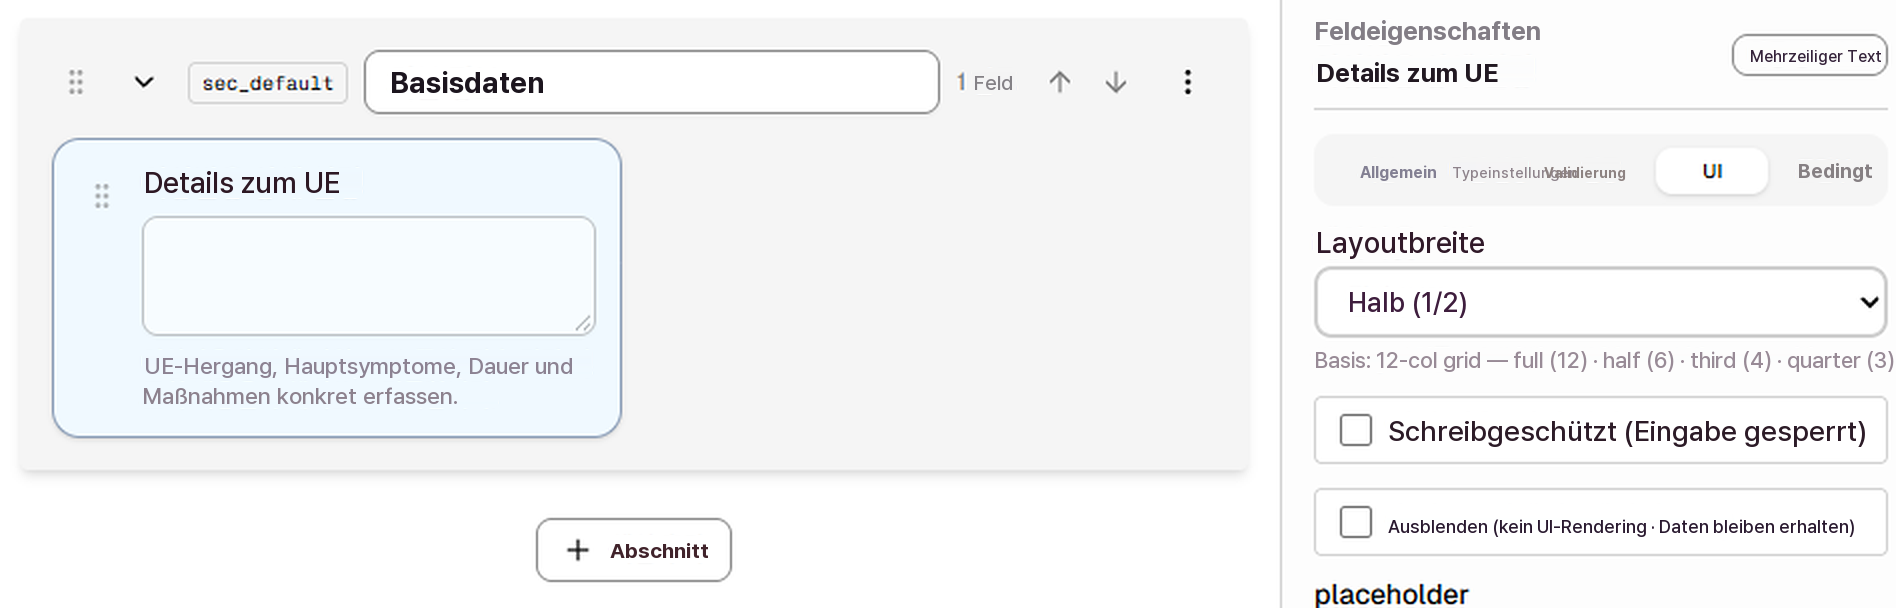 sec_default
Basisdaten
1 Feld
Details zum UE
UE-Hergang, Hauptsymptome, Dauer und
Maßnahmen konkret erfassen.
Abschnitt
Feldeigenschaften
Details zum UE
Mehrzeiliger Text
Allgemein Typeinstellungen Validierung UI Bedingt
Layoutbreite
Halb (1/2)
Basis: 12-col grid — full (12) · half (6) · third (4) · quarter (3)
Schreibgeschützt (Eingabe gesperrt)
Ausblenden (kein UI-Rendering · Daten bleiben erhalten)
placeholder